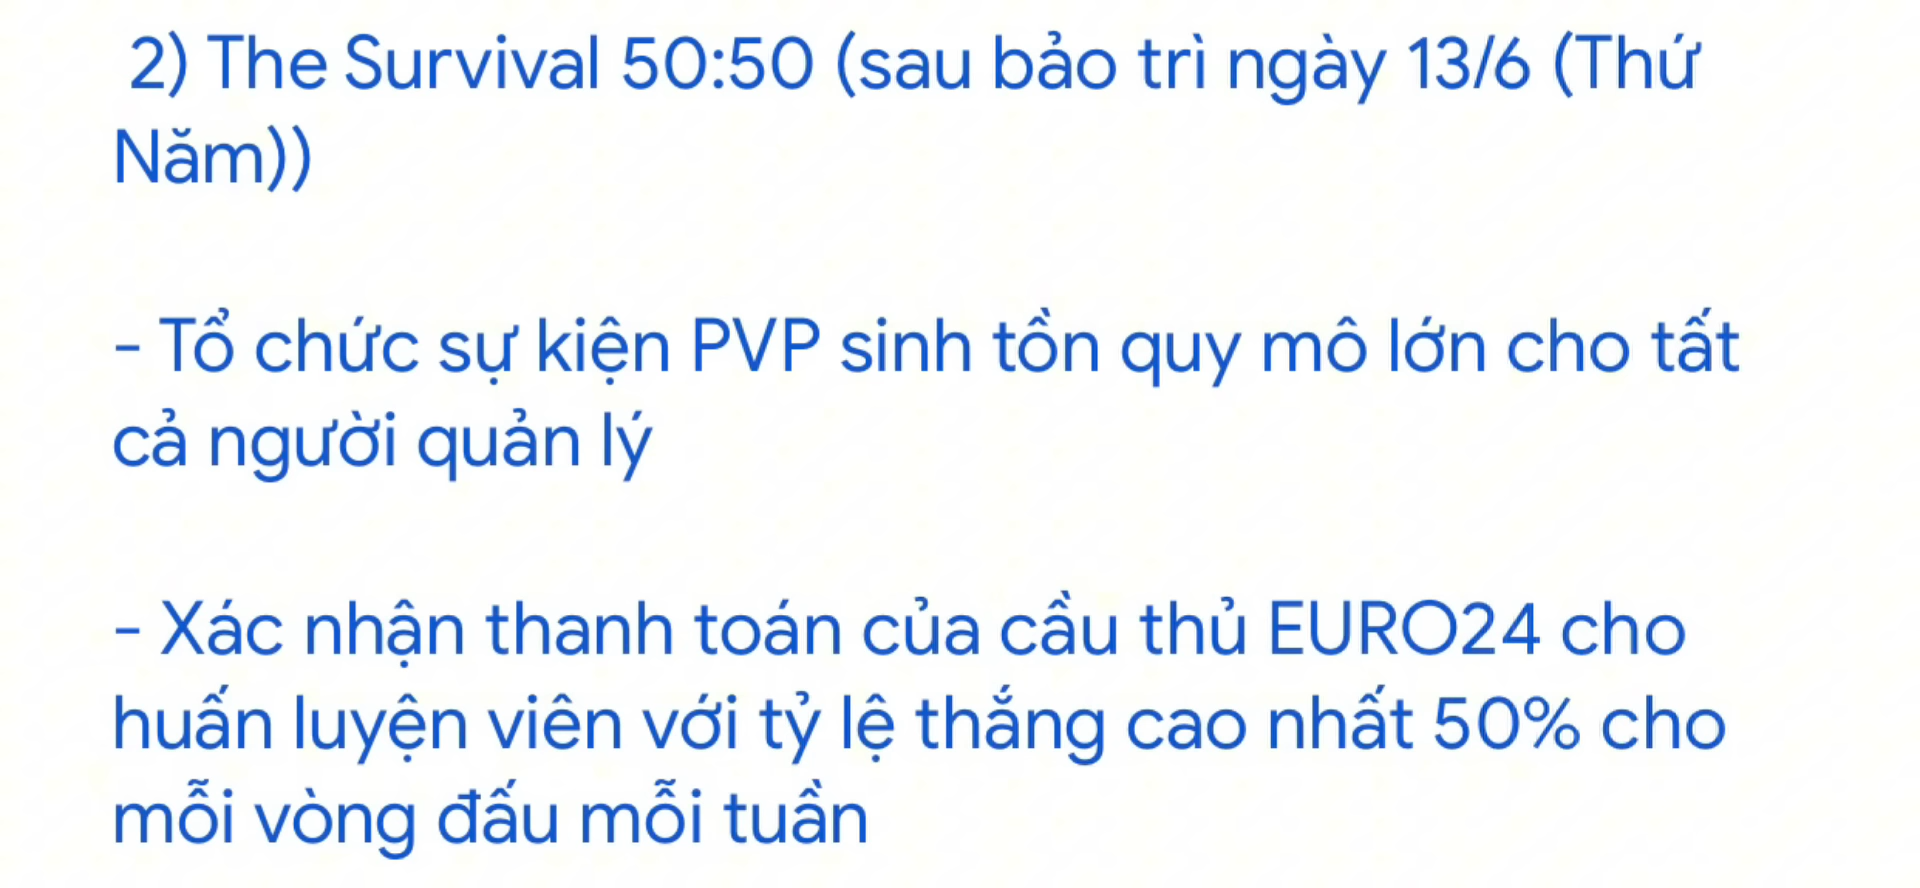 2) The Survival 50:50 (sau bảo trì ngày 13/6 (Thứ
Năm))
- Tổ chức sự kiện PVP sinh tồn quy mô lớn cho tất
cả người quản lý
- Xác nhận thanh toán của cầu thủ EURO24 cho
huấn luyện viên với tỷ lệ thắng cao nhất 50% cho
mỗi vòng đấu mỗi tuần